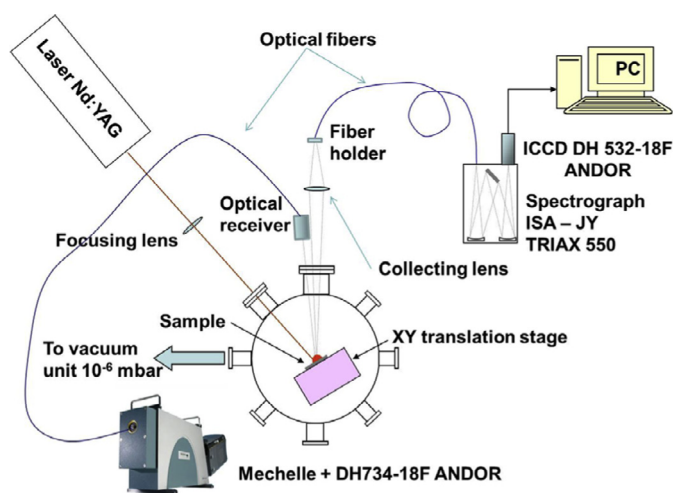 Laser Nd:YAG
Optical fibers
PC
Fiber
holder
ICCD DH 532-18F
ANDOR
Optical
receiver
Spectrograph
ISA – JY
TRIAX 550
Focusing lens
Collecting lens
Sample
XY translation stage
To vacuum
unit 10⁻⁶ mbar
Mechelle + DH734-18F ANDOR